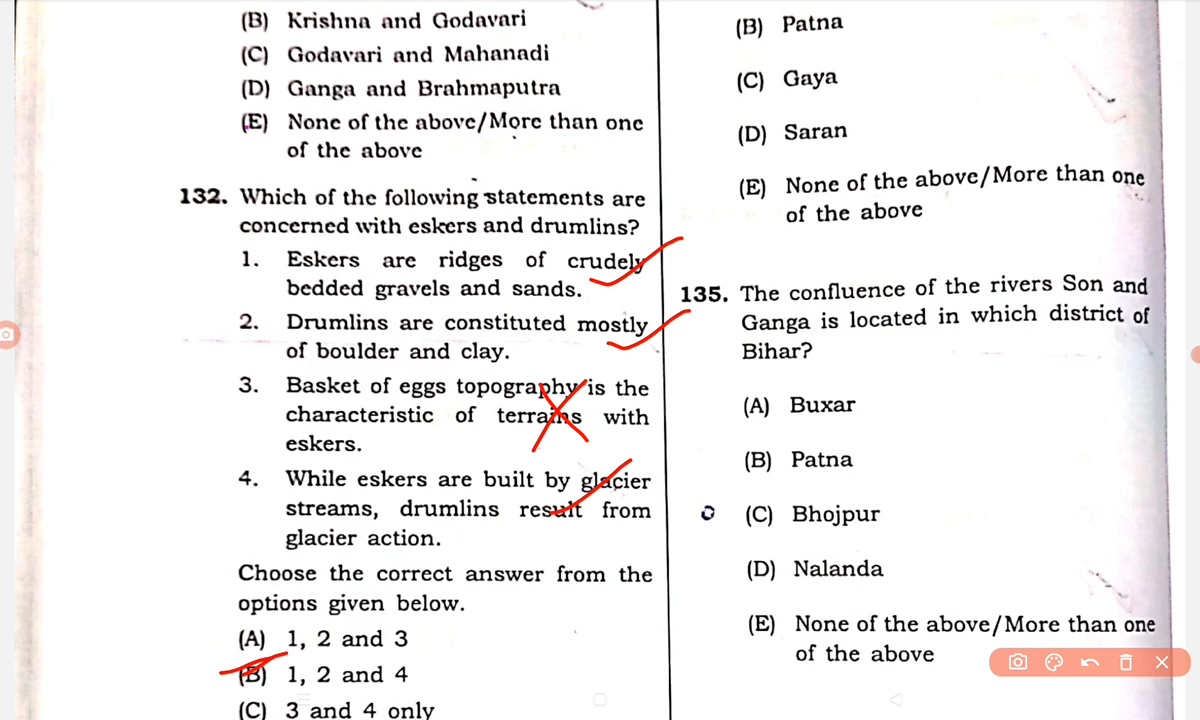 (B) Krishna and Godavari
(C) Godavari and Mahanadi
(D) Ganga and Brahmaputra
(E) None of the above/More than one
of the above
132. Which of the following statements are
concerned with eskers and drumlins?
1. Eskers are ridges of crudely
bedded gravels and sands.
2. Drumlins are constituted mostly
of boulder and clay.
3. Basket of eggs topography is the
characteristic of terrains with
eskers.
4. While eskers are built by glacier
streams, drumlins result from
glacier action.
Choose the correct answer from the
options given below.
(A) 1, 2 and 3
(B) 1, 2 and 4
(C) 3 and 4 only
(B) Patna
(C) Gaya
(D) Saran
(E) None of the above/More than one
of the above
135. The confluence of the rivers Son and
Ganga is located in which district of
Bihar?
(A) Buxar
(B) Patna
(C) Bhojpur
(D) Nalanda
(E) None of the above/More than one
of the above